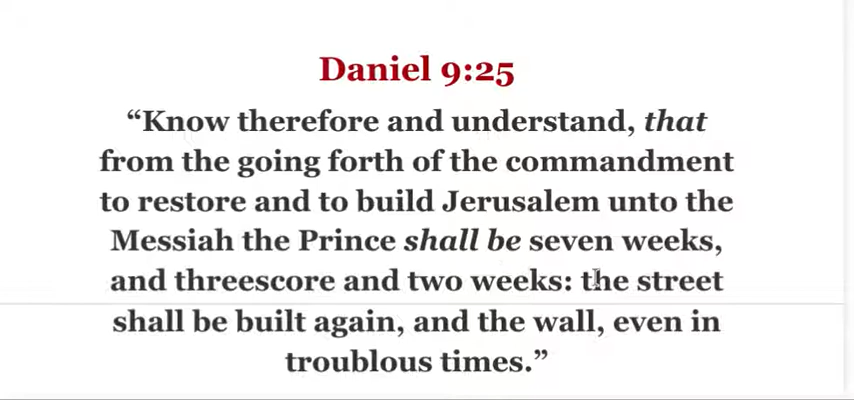 Daniel 9:25
“Know therefore and understand, that
from the going forth of the commandment
to restore and to build Jerusalem unto the
Messiah the Prince shall be seven weeks,
and threescore and two weeks: the street
shall be built again, and the wall, even in
troublous times.”